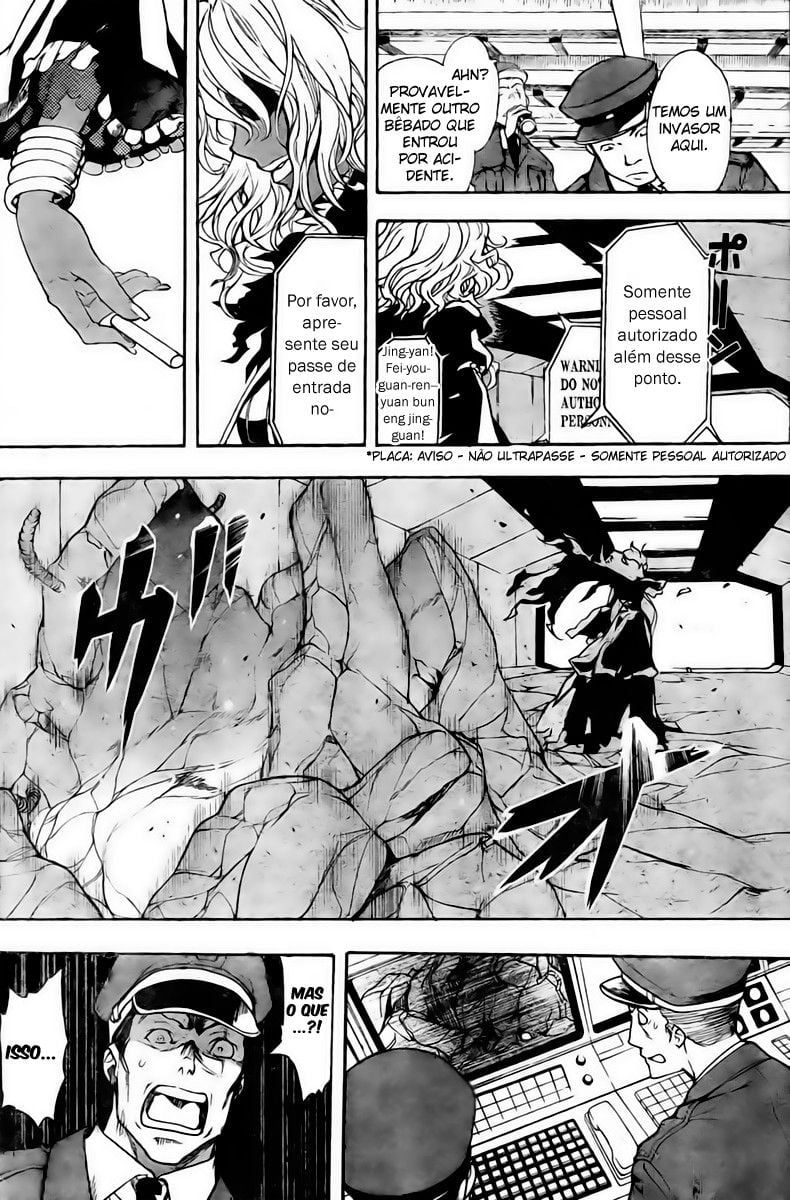 TEMOS UM
INVASOR
AQUI.
AHN?
PROVAVEL-
MENTE OUTRO
BÊBADO QUE
ENTROU
POR ACI-
DENTE.
Somente
pessoal
autorizado
além desse
ponto.
WARNI
DO NO
AUTHO
PERSON
Jing-yan!
Fei-you-
guan-ren-
yuan bun
eng jing-
guan!
Por favor,
apre-
sente seu
passe de
entrada
no-
*PLACA: AVISO - NÃO ULTRAPASSE - SOMENTE PESSOAL AUTORIZADO
MAS
O QUE
...?!
ISSO...